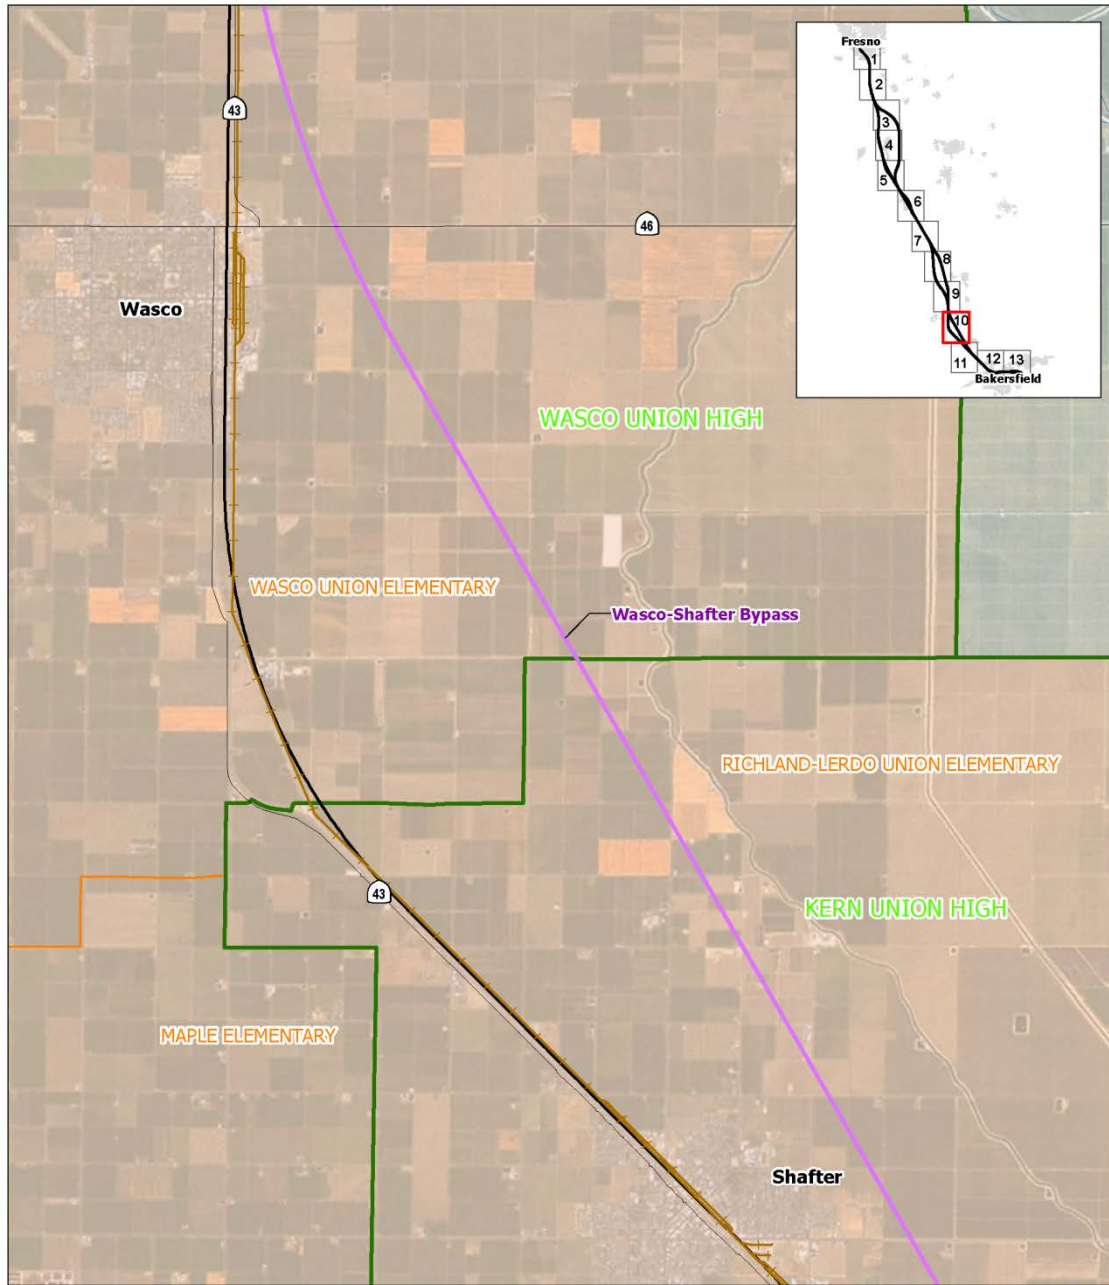 Fresno
1
2
3
4
5
6
7
8
9
10
11
12
13
Bakersfield
43
46
Wasco
WASCO UNION HIGH
WASCO UNION ELEMENTARY
Wasco-Shafter Bypass
RICHLAND-LERDO UNION ELEMENTARY
43
KERN UNION HIGH
MAPLE ELEMENTARY
Shafter